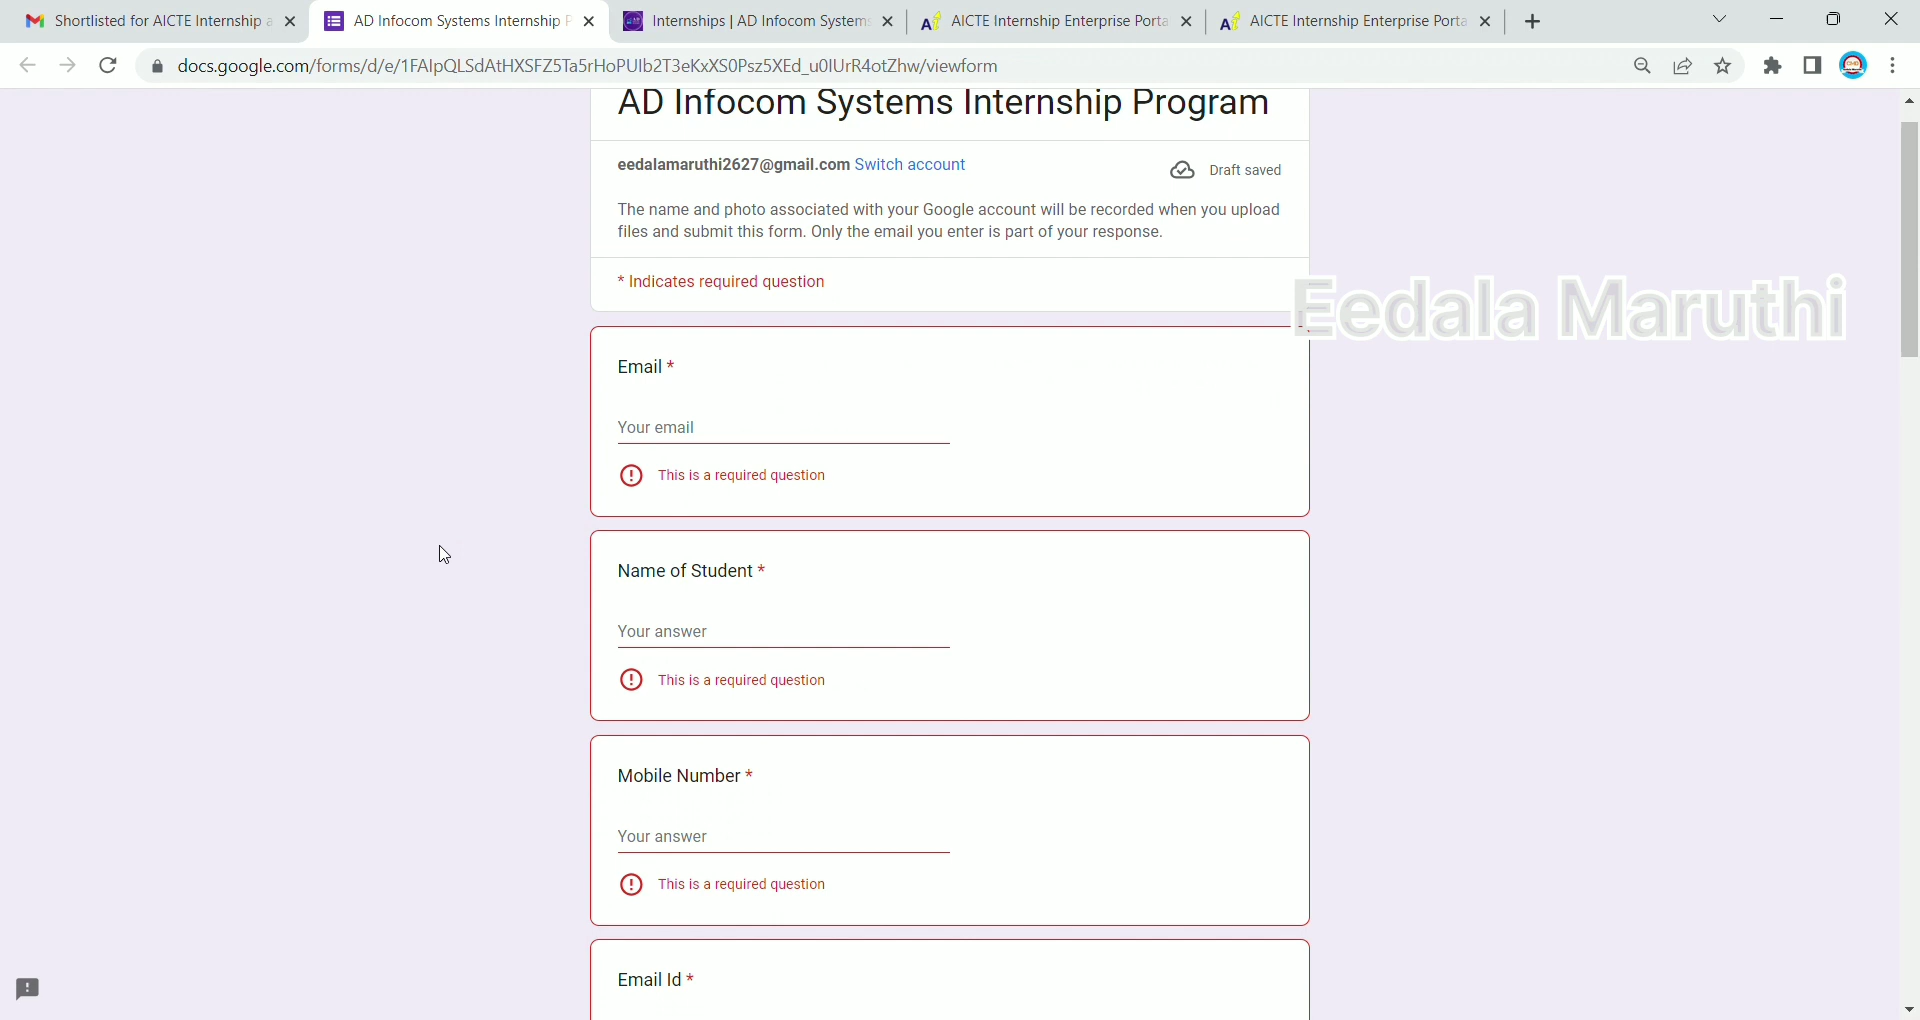 Shortlisted for AICTE Internship a
AD Infocom Systems Internship P
Internships | AD Infocom Systems
AICTE Internship Enterprise Porta
AICTE Internship Enterprise Porta
docs.google.com/forms/d/e/1FAIpQLSdAtHXSFZ5Ta5rHoPUIb2T3eKxXS0Psz5XEd_u0IUrR4otZhw/viewform
AD Infocom Systems Internship Program
eedalamaruthi2627@gmail.com Switch account
Draft saved
The name and photo associated with your Google account will be recorded when you upload
files and submit this form. Only the email you enter is part of your response.
* Indicates required question
Eedala Maruthi
Email *
Your email
This is a required question
Name of Student *
Your answer
This is a required question
Mobile Number *
Your answer
This is a required question
Email Id *